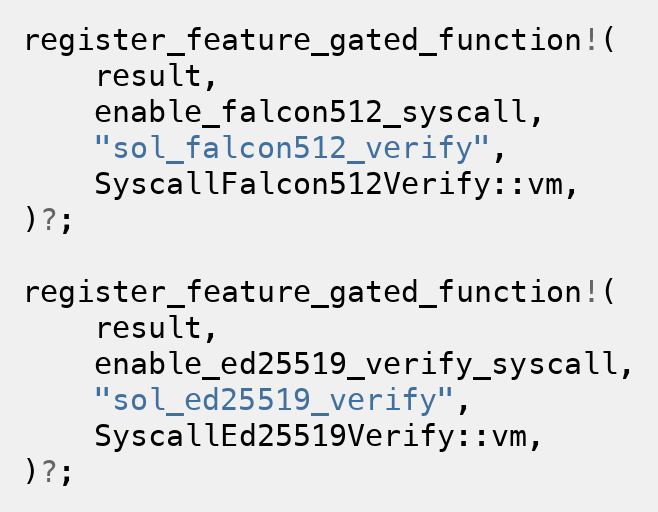 register_feature_gated_function!(
    result,
    enable_falcon512_syscall,
    "sol_falcon512_verify",
    SyscallFalcon512Verify::vm,
)?;

register_feature_gated_function!(
    result,
    enable_ed25519_verify_syscall,
    "sol_ed25519_verify",
    SyscallEd25519Verify::vm,
)?;